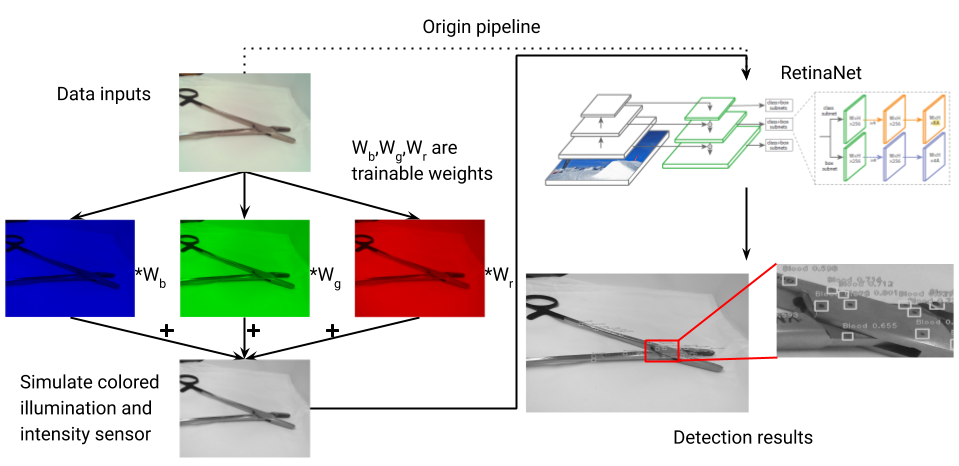 Origin pipeline
Data inputs
RetinaNet
W_b,W_g,W_r are
trainable weights
class+box
subnets
class+box
subnets
class+box
subnets
class
subnet
box
subnet
*W_b
*W_g
*W_r
+
+
+
Simulate colored
illumination and
intensity sensor
Blood 0.598
Blood 0.714
Blood 0.712
Blood 0.655
Detection results